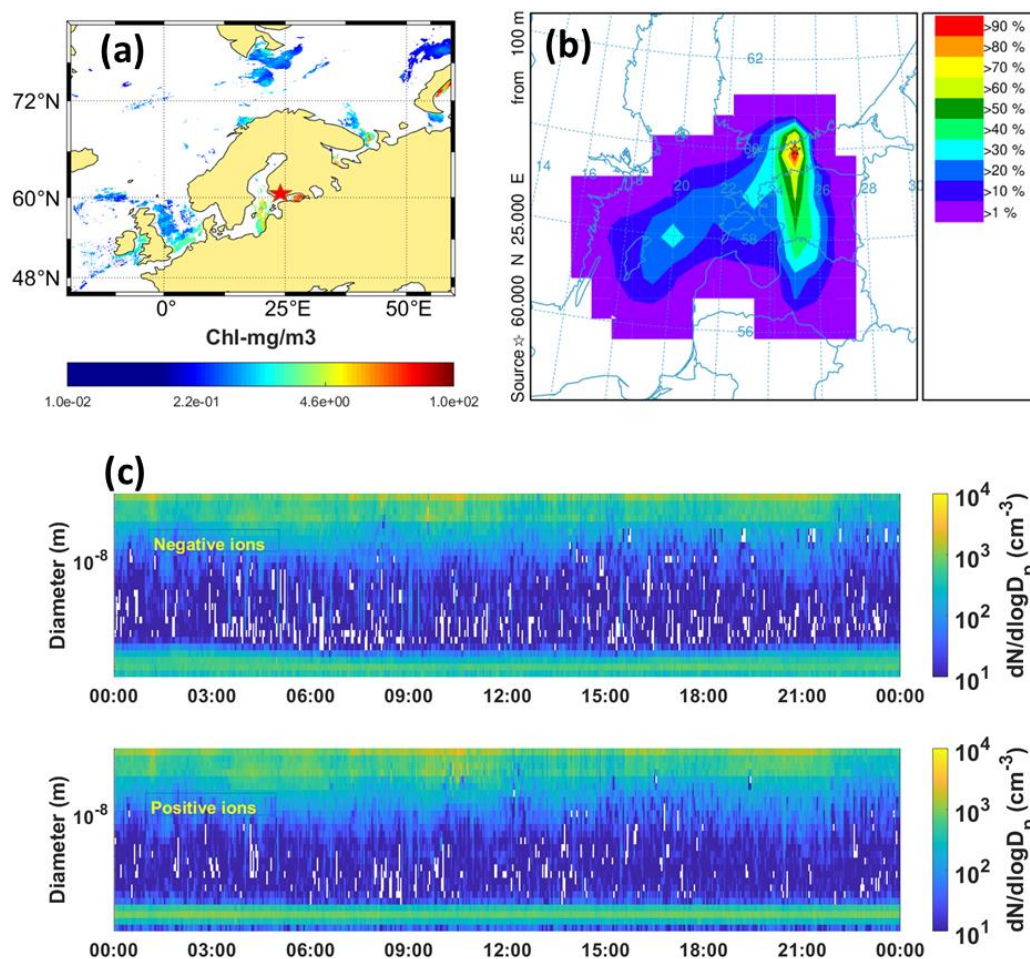 (a)
72°N
60°N
48°N
0°
25°E
50°E
Chl-mg/m3
1.0e-02
2.2e-01
4.6e+00
1.0e+02
(b)
Source ☆ 60.000 N 25.000 E from 100 m
62
60
14
16
18
20
22
24
26
28
30
58
56
>90 %
>80 %
>70 %
>60 %
>50 %
>40 %
>30 %
>20 %
>10 %
>1 %
(c)
Negative ions
Diameter (m)
10⁻⁸
00:00 03:00 06:00 09:00 12:00 15:00 18:00 21:00 00:00
10⁴
10³
10²
10¹
dN/dlogDₚ (cm⁻³)
Positive ions
Diameter (m)
10⁻⁸
00:00 03:00 06:00 09:00 12:00 15:00 18:00 21:00 00:00
10⁴
10³
10²
10¹
dN/dlogDₚ (cm⁻³)